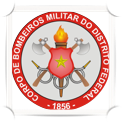 CORPO DE BOMBEIROS MILITAR DO DISTRITO FEDERAL
- 1856 -